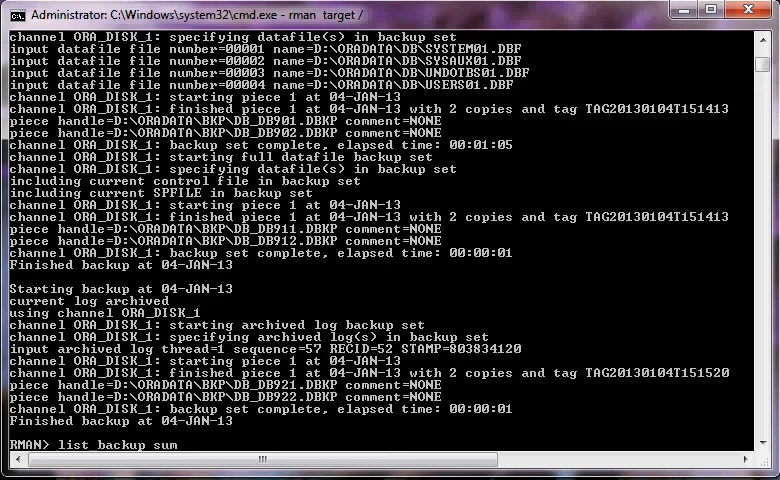 Administrator: C:\Windows\system32\cmd.exe - rman  target /
channel ORA_DISK_1: specifying datafile(s) in backup set
input datafile file number=00001 name=D:\ORADATA\DB\SYSTEM01.DBF
input datafile file number=00002 name=D:\ORADATA\DB\SYSAUX01.DBF
input datafile file number=00003 name=D:\ORADATA\DB\UNDOTBS01.DBF
input datafile file number=00004 name=D:\ORADATA\DB\USERS01.DBF
channel ORA_DISK_1: starting piece 1 at 04-JAN-13
channel ORA_DISK_1: finished piece 1 at 04-JAN-13 with 2 copies and tag TAG20130104T151413
piece handle=D:\ORADATA\BKP\DB_DB901.DBKP comment=NONE
piece handle=D:\ORADATA\BKP\DB_DB902.DBKP comment=NONE
channel ORA_DISK_1: backup set complete, elapsed time: 00:01:05
channel ORA_DISK_1: starting full datafile backup set
channel ORA_DISK_1: specifying datafile(s) in backup set
including current control file in backup set
including current SPFILE in backup set
channel ORA_DISK_1: starting piece 1 at 04-JAN-13
channel ORA_DISK_1: finished piece 1 at 04-JAN-13 with 2 copies and tag TAG20130104T151413
piece handle=D:\ORADATA\BKP\DB_DB911.DBKP comment=NONE
piece handle=D:\ORADATA\BKP\DB_DB912.DBKP comment=NONE
channel ORA_DISK_1: backup set complete, elapsed time: 00:00:01
Finished backup at 04-JAN-13
Starting backup at 04-JAN-13
current log archived
using channel ORA_DISK_1
channel ORA_DISK_1: starting archived log backup set
channel ORA_DISK_1: specifying archived log(s) in backup set
input archived log thread=1 sequence=57 RECID=52 STAMP=803834120
channel ORA_DISK_1: starting piece 1 at 04-JAN-13
channel ORA_DISK_1: finished piece 1 at 04-JAN-13 with 2 copies and tag TAG20130104T151520
piece handle=D:\ORADATA\BKP\DB_DB921.DBKP comment=NONE
piece handle=D:\ORADATA\BKP\DB_DB922.DBKP comment=NONE
channel ORA_DISK_1: backup set complete, elapsed time: 00:00:01
Finished backup at 04-JAN-13
RMAN> list backup sum